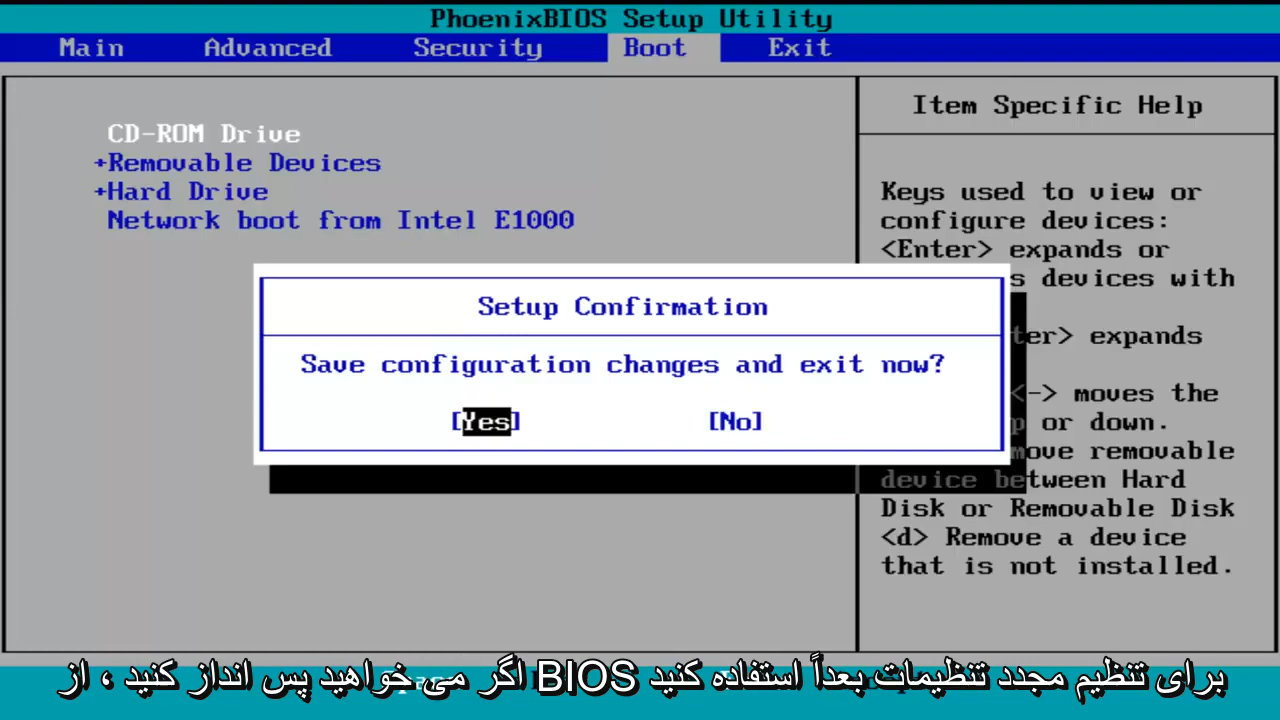 PhoenixBIOS Setup Utility
Main Advanced Security Boot Exit
CD-ROM Drive
+Removable Devices
+Hard Drive
Network boot from Intel E1000
Setup Confirmation
Save configuration changes and exit now?
[Yes] [No]
Item Specific Help
Keys used to view or
configure devices:
<Enter> expands or
s devices with
ter> expands
<-> moves the
p or down.
move removable
device between Hard
Disk or Removable Disk
<d> Remove a device
that is not installed.
برای تنظیم مجدد تنظیمات بعداً استفاده کنید BIOS اگر می خواهید پس انداز کنید ، از